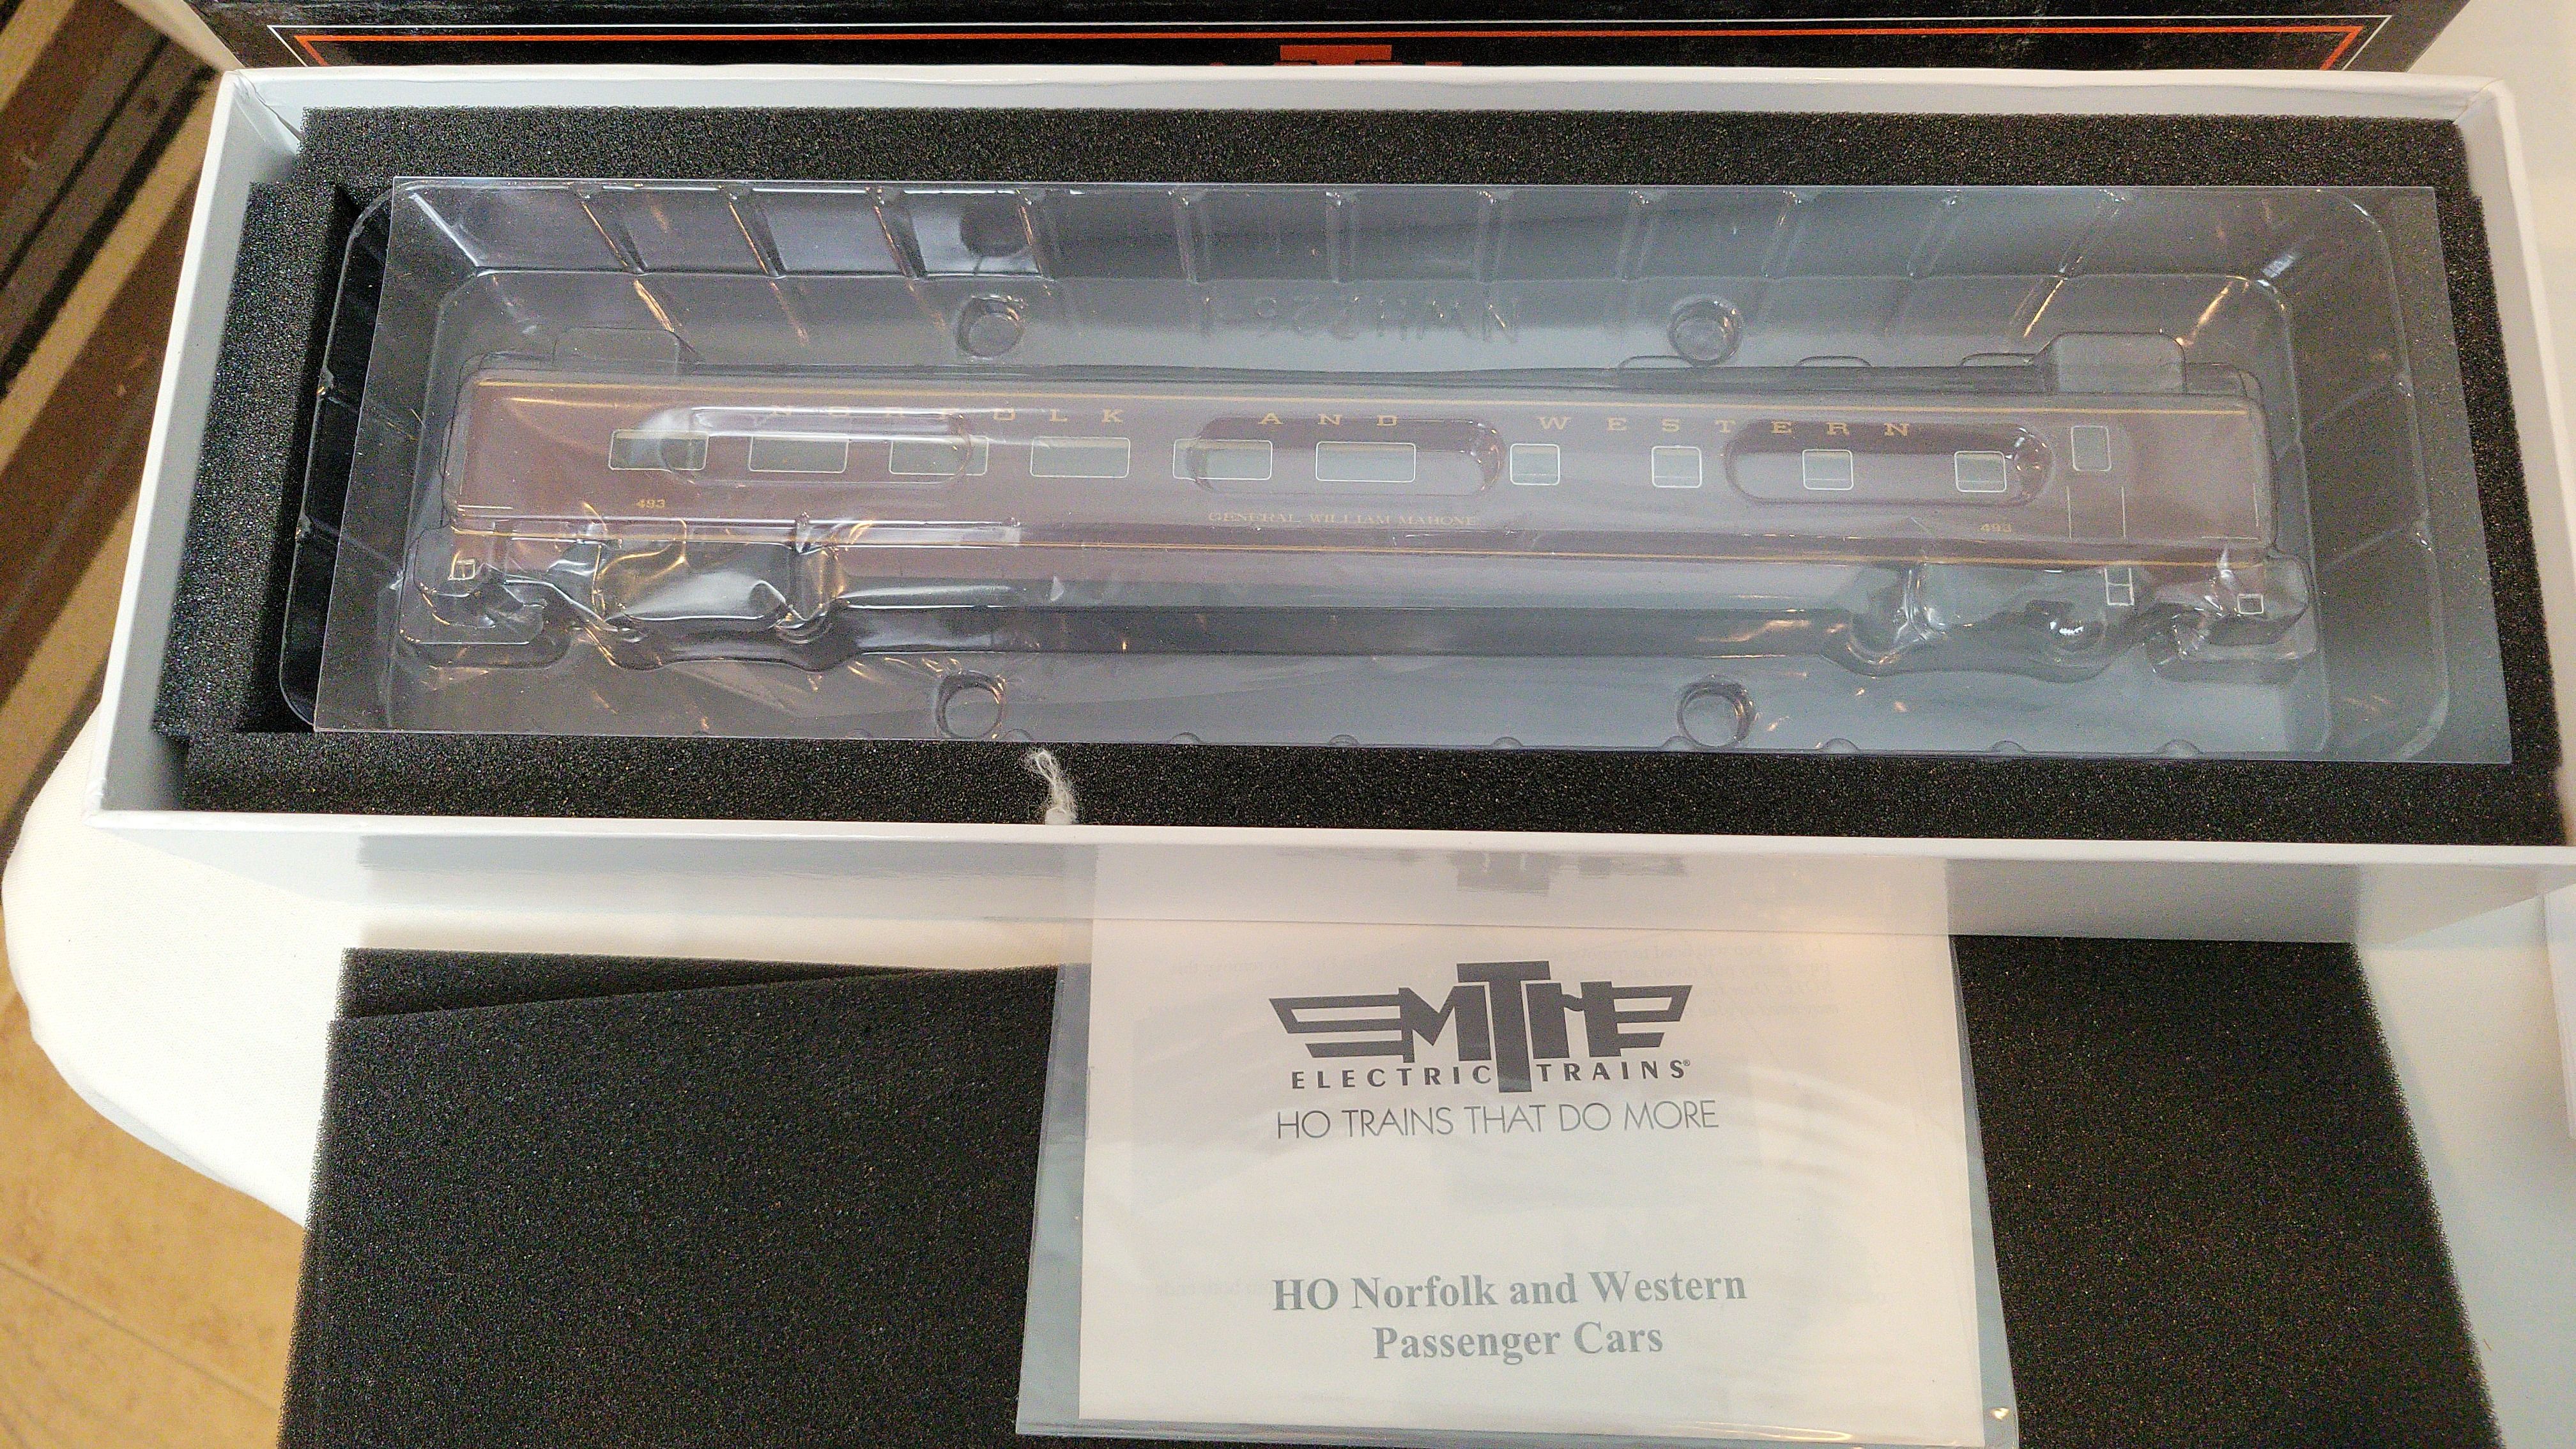 NORFOLK AND WESTERN
493
GENERAL WILLIAM MAHONE
493
MTH
ELECTRIC TRAINS®
HO TRAINS THAT DO MORE
HO Norfolk and Western
Passenger Cars